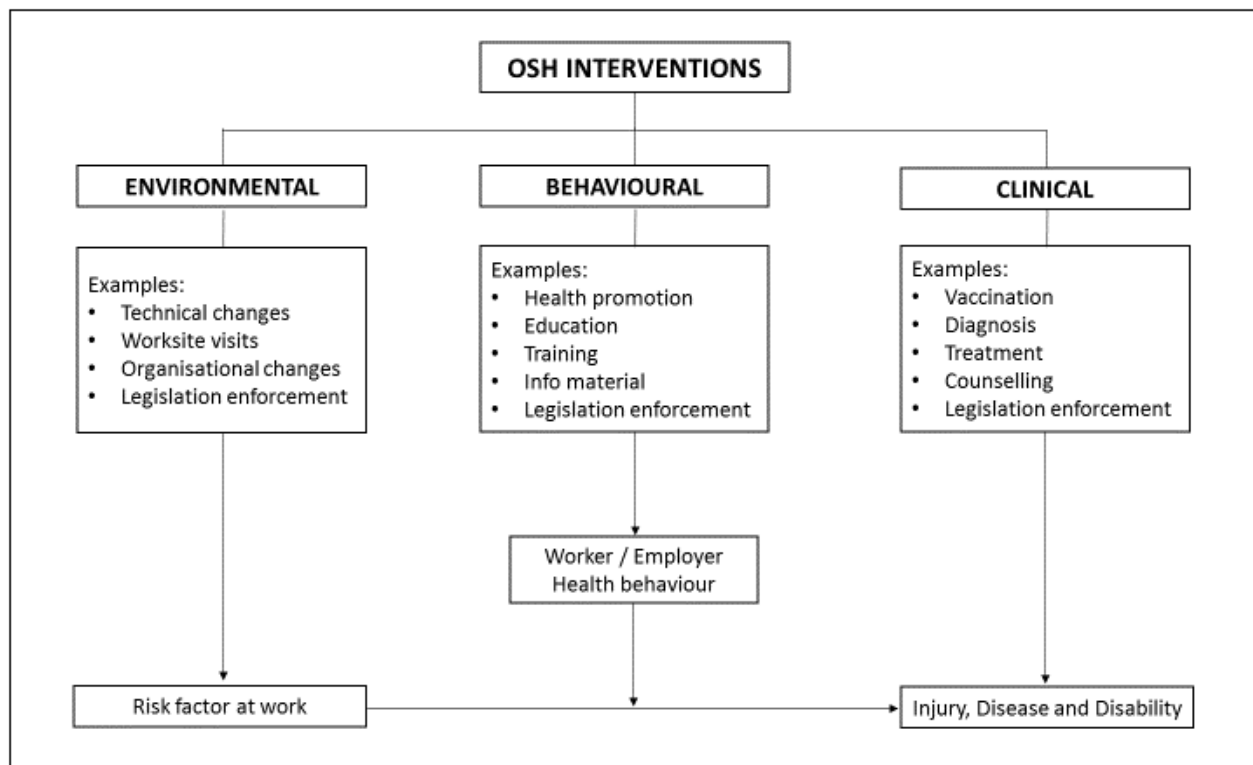 OSH INTERVENTIONS
ENVIRONMENTAL
Examples:
• Technical changes
• Worksite visits
• Organisational changes
• Legislation enforcement
BEHAVIOURAL
Examples:
• Health promotion
• Education
• Training
• Info material
• Legislation enforcement
CLINICAL
Examples:
• Vaccination
• Diagnosis
• Treatment
• Counselling
• Legislation enforcement
Worker / Employer
Health behaviour
Risk factor at work
Injury, Disease and Disability